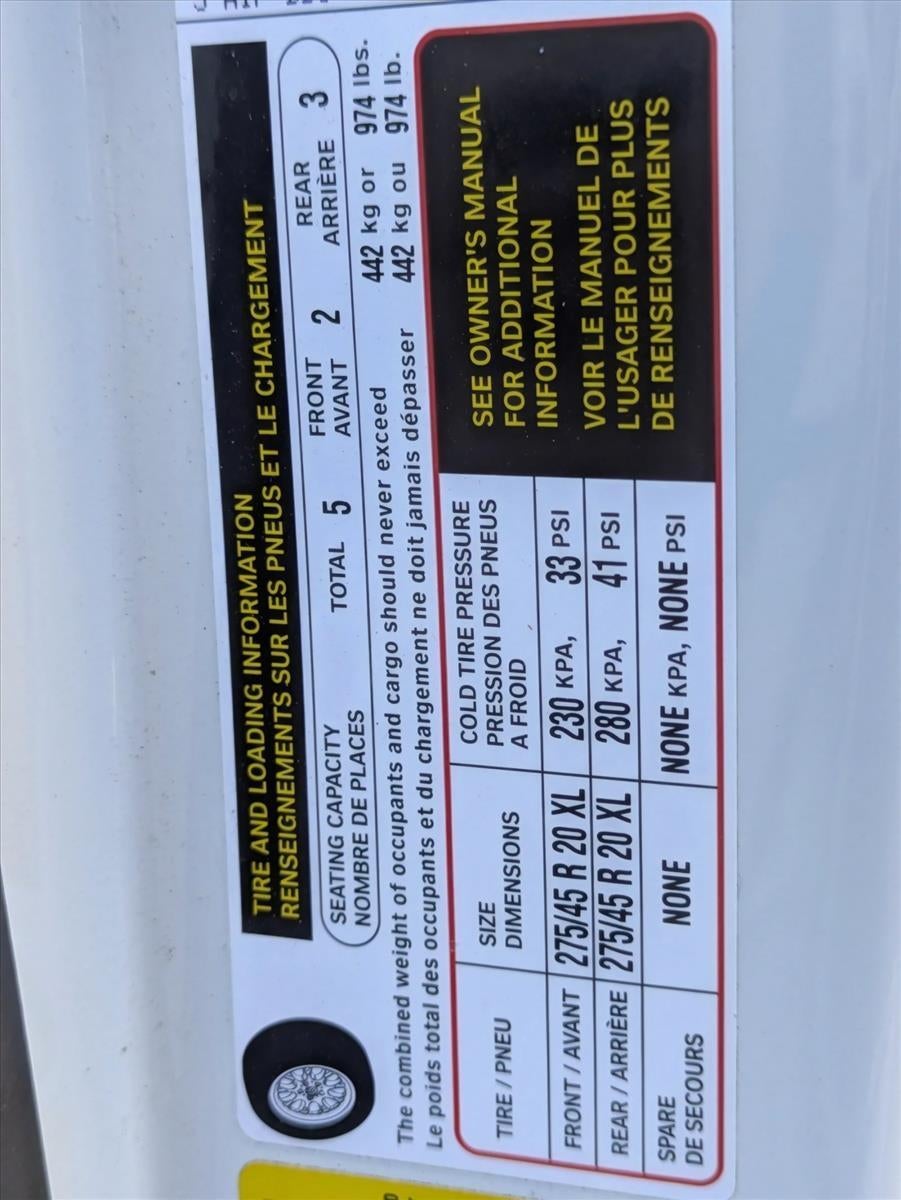 TIRE AND LOADING INFORMATION
RENSEIGNEMENTS SUR LES PNEUS ET LE CHARGEMENT
SEATING CAPACITY
NOMBRE DE PLACES
TOTAL 5
FRONT
AVANT 2
REAR
ARRIÈRE 3
The combined weight of occupants and cargo should never exceed 442 kg or 974 lbs.
Le poids total des occupants et du chargement ne doit jamais dépasser 442 kg ou 974 lb.
TIRE / PNEU
SIZE
DIMENSIONS
COLD TIRE PRESSURE
PRESSION DES PNEUS
A FROID
FRONT / AVANT 275/45 R 20 XL 230 KPA, 33 PSI
REAR / ARRIÈRE 275/45 R 20 XL 280 KPA, 41 PSI
SPARE
DE SECOURS
NONE
NONE KPA, NONE PSI
SEE OWNER'S MANUAL
FOR ADDITIONAL
INFORMATION
VOIR LE MANUEL DE
L'USAGER POUR PLUS
DE RENSEIGNEMENTS